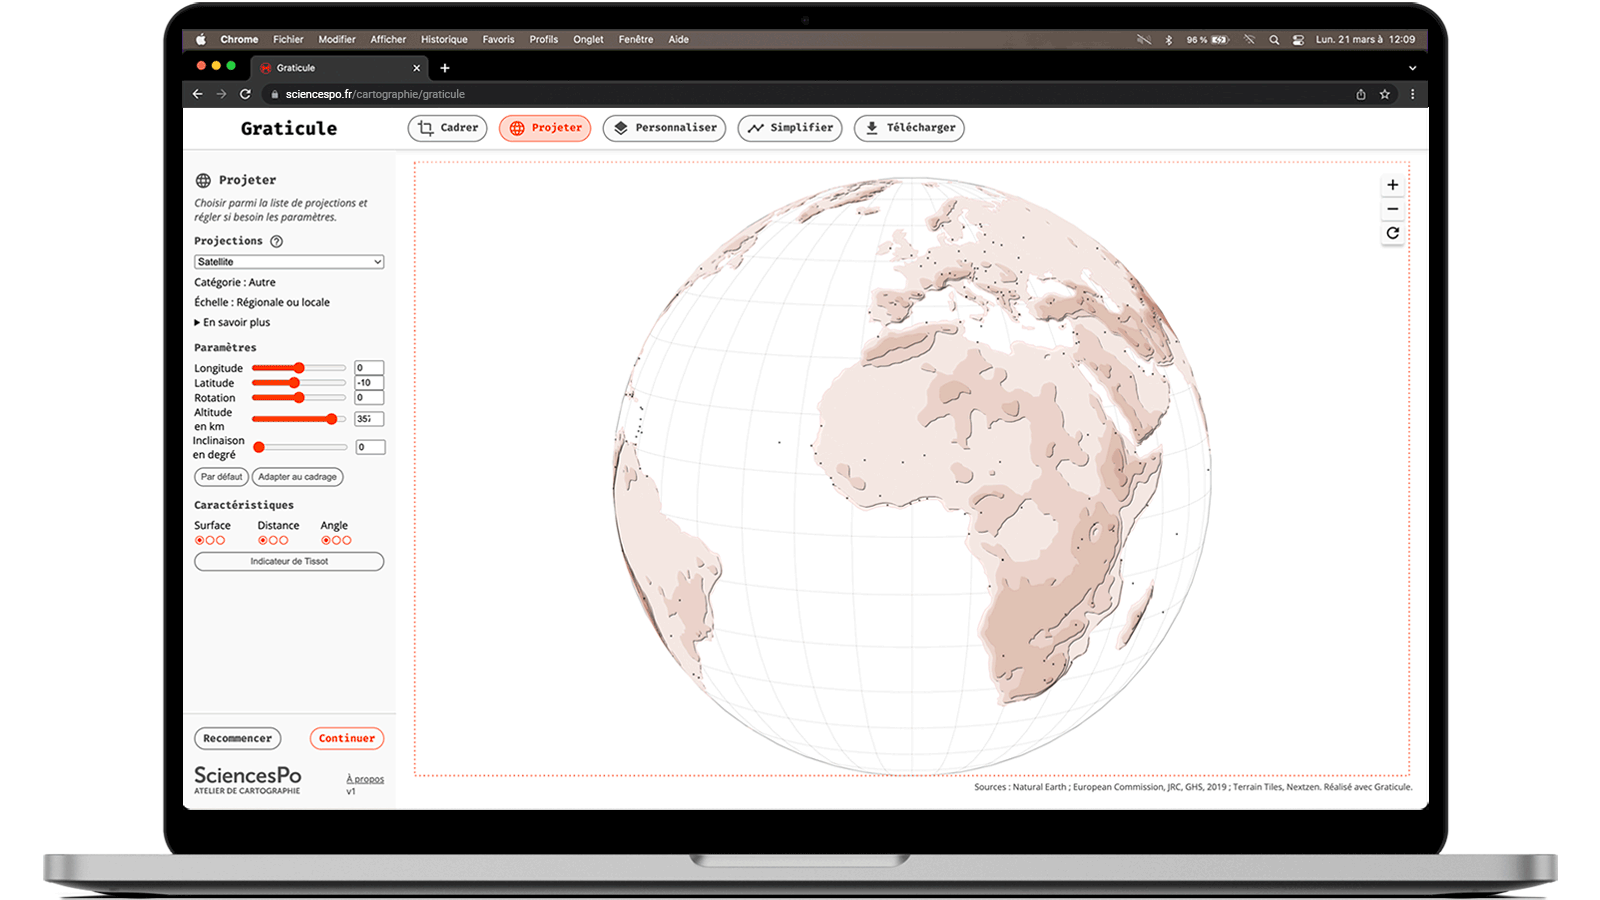 Chrome Fichier Modifier Afficher Historique Favoris Profils Onglet Fenêtre Aide 96 % Lun. 21 mars à 12:09
Graticule
sciencespo.fr/cartographie/graticule
Graticule Cadrer Projeter Personnaliser Simplifier Télécharger
Projeter
Choisir parmi la liste de projections et
régler si besoin les paramètres.
Projections ?
Satellite
Catégorie : Autre
Échelle : Régionale ou locale
En savoir plus
Paramètres
Longitude 0
Latitude -10
Rotation 0
Altitude
en km
Inclinaison
en degré 0
Par défaut Adapter au cadrage
Caractéristiques
Surface Distance Angle
Indicateur de Tissot
Recommencer Continuer
SciencesPo
ATELIER DE CARTOGRAPHIE
À propos
v1
Sources : Natural Earth ; European Commission, JRC, GHS, 2019 ; Terrain Tiles, Nextzen. Réalisé avec Graticule.